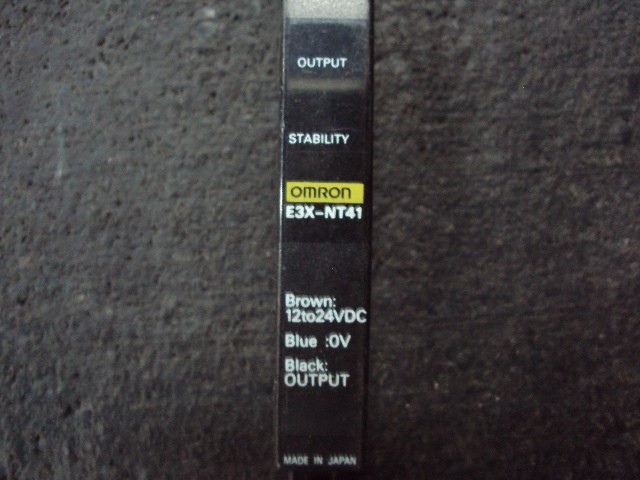 OUTPUT
STABILITY
OMRON
E3X-NT41
Brown:
12to24VDC
Blue :0V
Black:
OUTPUT
MADE IN JAPAN